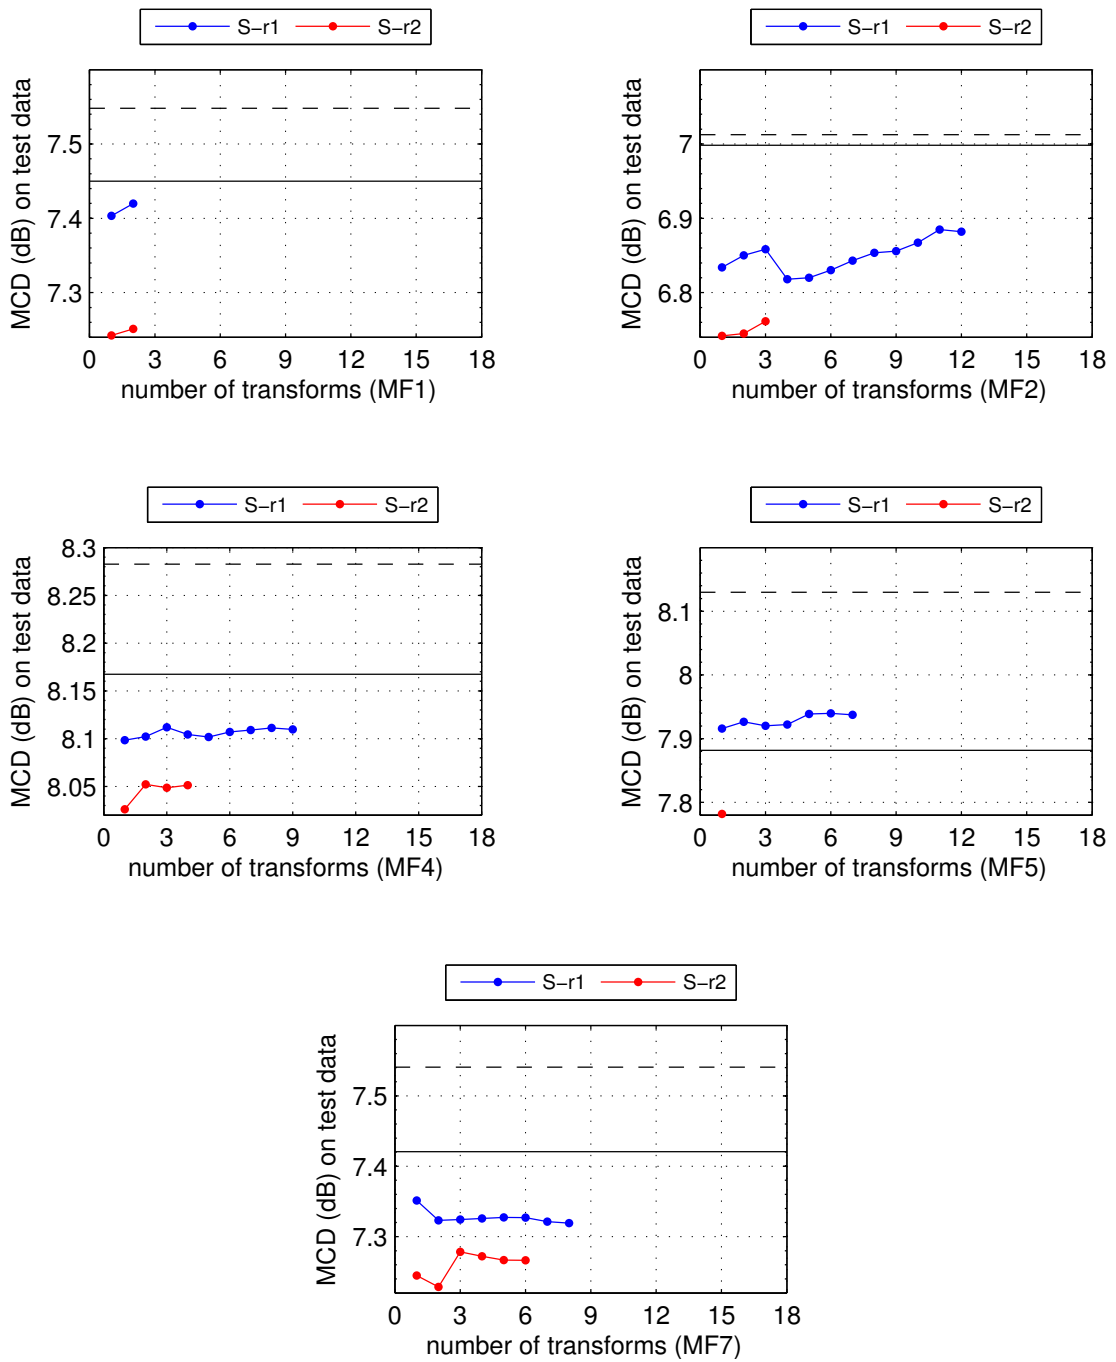 S−r1 S−r2
MCD (dB) on test data
7.5
7.4
7.3
0 3 6 9 12 15 18
number of transforms (MF1)
S−r1 S−r2
MCD (dB) on test data
7
6.9
6.8
0 3 6 9 12 15 18
number of transforms (MF2)
S−r1 S−r2
MCD (dB) on test data
8.3
8.25
8.2
8.15
8.1
8.05
0 3 6 9 12 15 18
number of transforms (MF4)
S−r1 S−r2
MCD (dB) on test data
8.1
8
7.9
7.8
0 3 6 9 12 15 18
number of transforms (MF5)
S−r1 S−r2
MCD (dB) on test data
7.5
7.4
7.3
0 3 6 9 12 15 18
number of transforms (MF7)